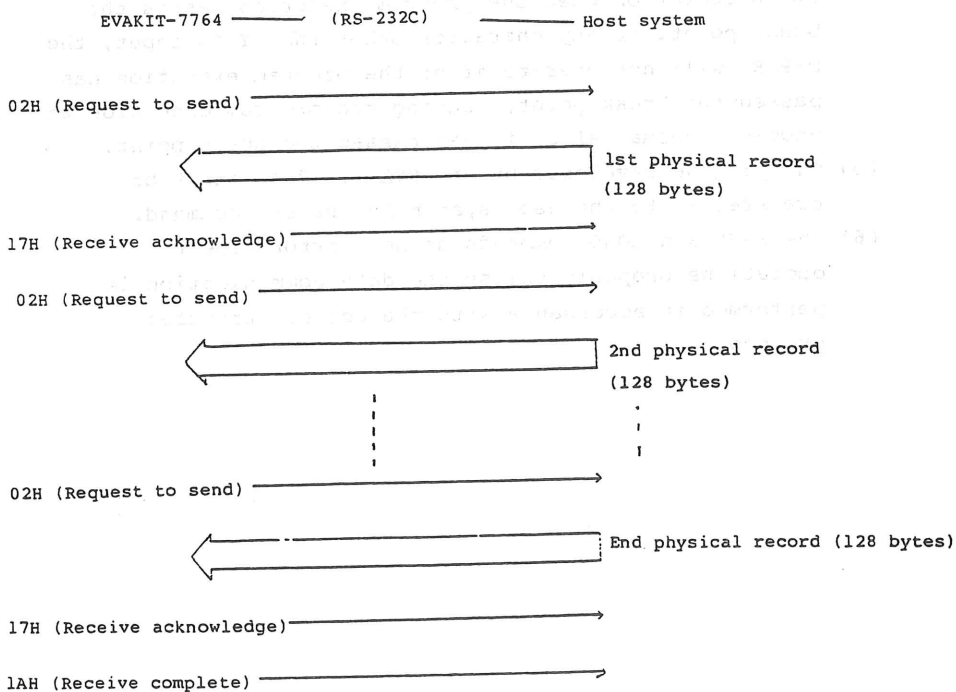 EVAKIT-7764 (RS-232C) Host system
02H (Request to send)
1st physical record
(128 bytes)
17H (Receive acknowledge)
02H (Request to send)
2nd physical record
(128 bytes)
02H (Request to send)
End physical record (128 bytes)
17H (Receive acknowledge)
1AH (Receive complete)